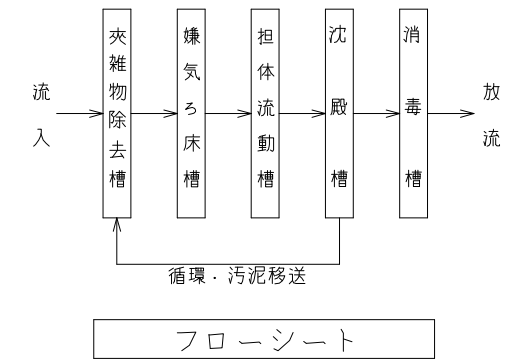 流入
夾雑物除去槽
嫌気ろ床槽
担体流動槽
沈殿槽
消毒槽
放流
循環・汚泥移送
フローシート